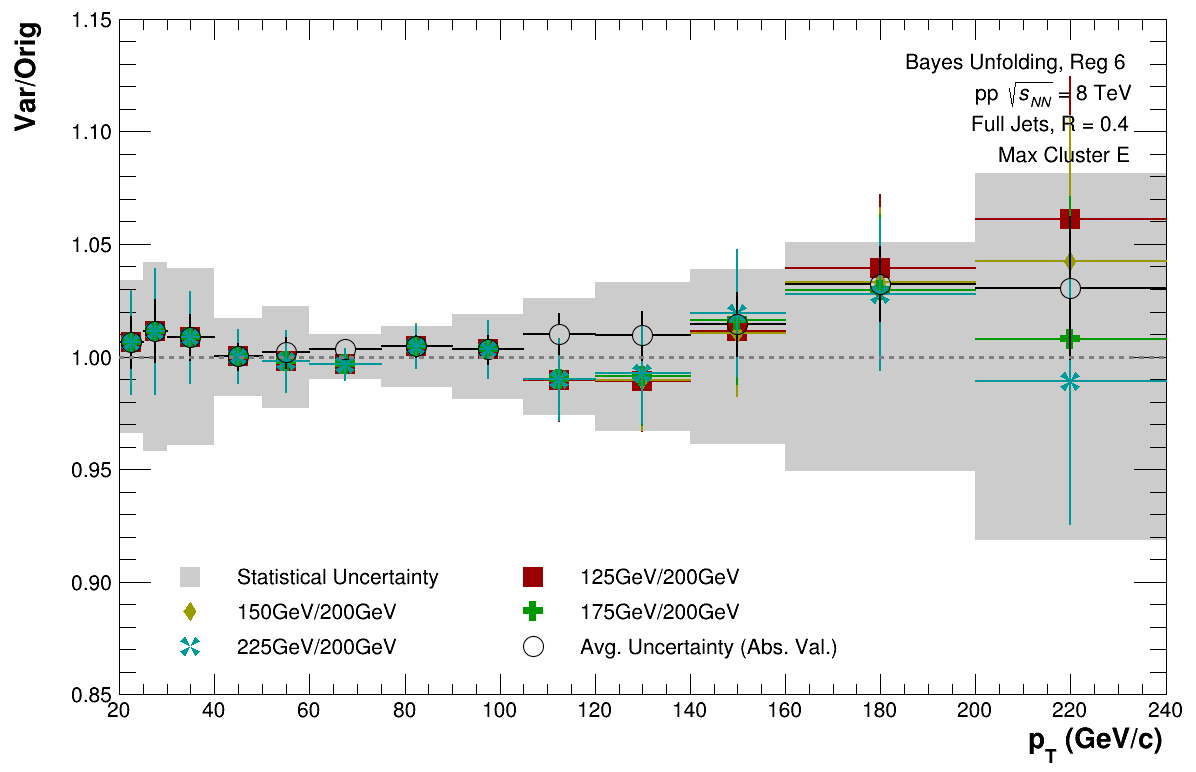 Var/Orig
1.15
1.10
1.05
1.00
0.95
0.90
0.85
Bayes Unfolding, Reg 6
pp √sNN = 8 TeV
Full Jets, R = 0.4
Max Cluster E
Statistical Uncertainty
125GeV/200GeV
150GeV/200GeV
175GeV/200GeV
225GeV/200GeV
Avg. Uncertainty (Abs. Val.)
20 40 60 80 100 120 140 160 180 200 220 240
pT (GeV/c)